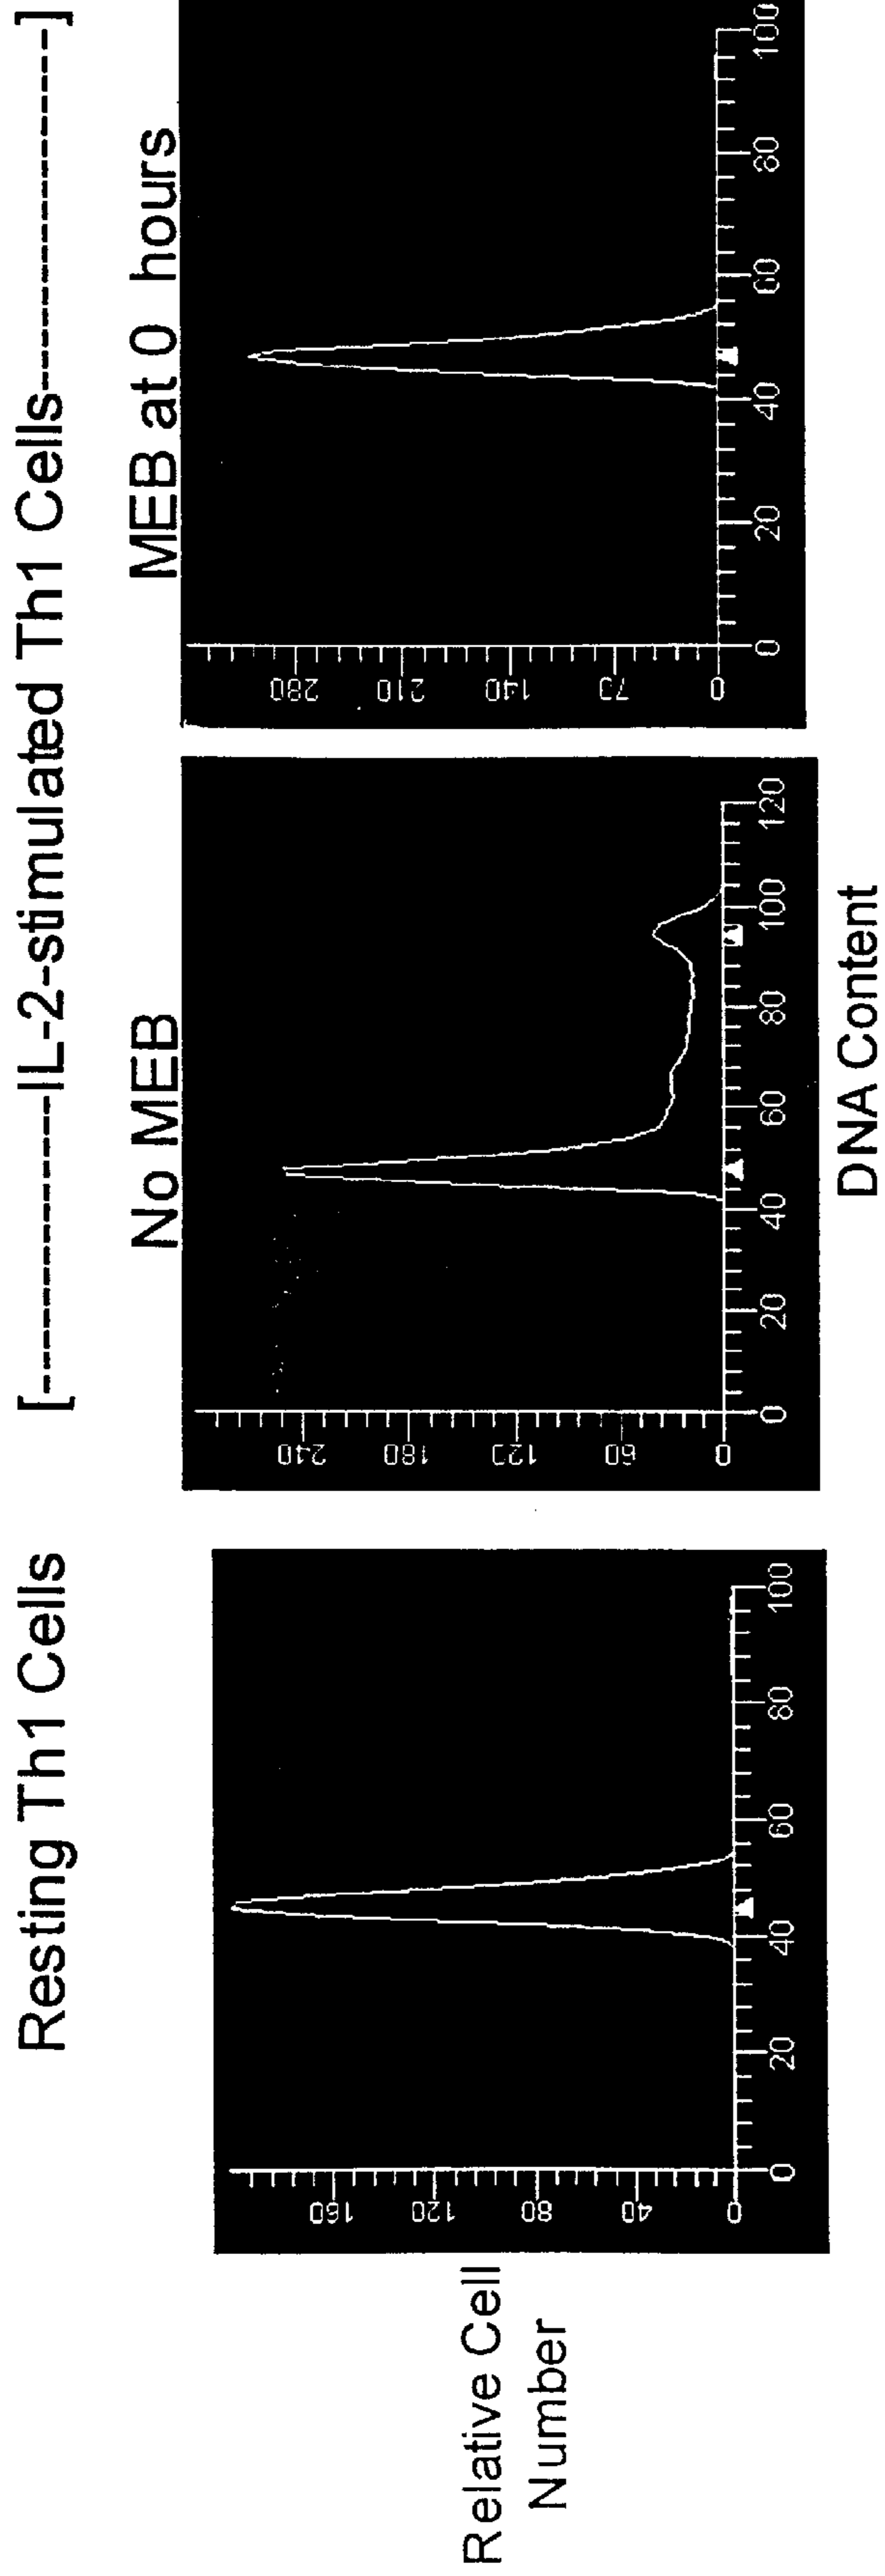 Resting Th1 Cells
[-------------IL-2-stimulated Th1 Cells-----------------]
No MEB
MEB at 0 hours
Relative Cell
Number
160
120
80
40
0
0 20 40 60 80 100
240
180
120
60
0
0 20 40 60 80 100 120
280
210
140
70
0
0 20 40 60 80 100
DNA Content